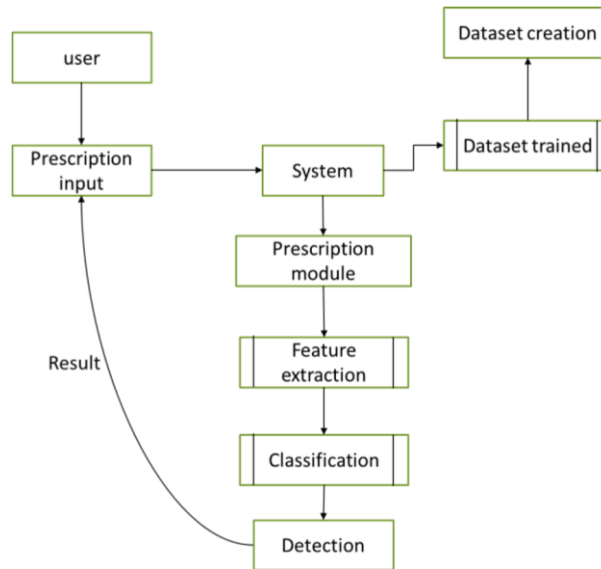 Dataset creation
user
Dataset trained
Prescription
input
System
Prescription
module
Feature
extraction
Result
Classification
Detection